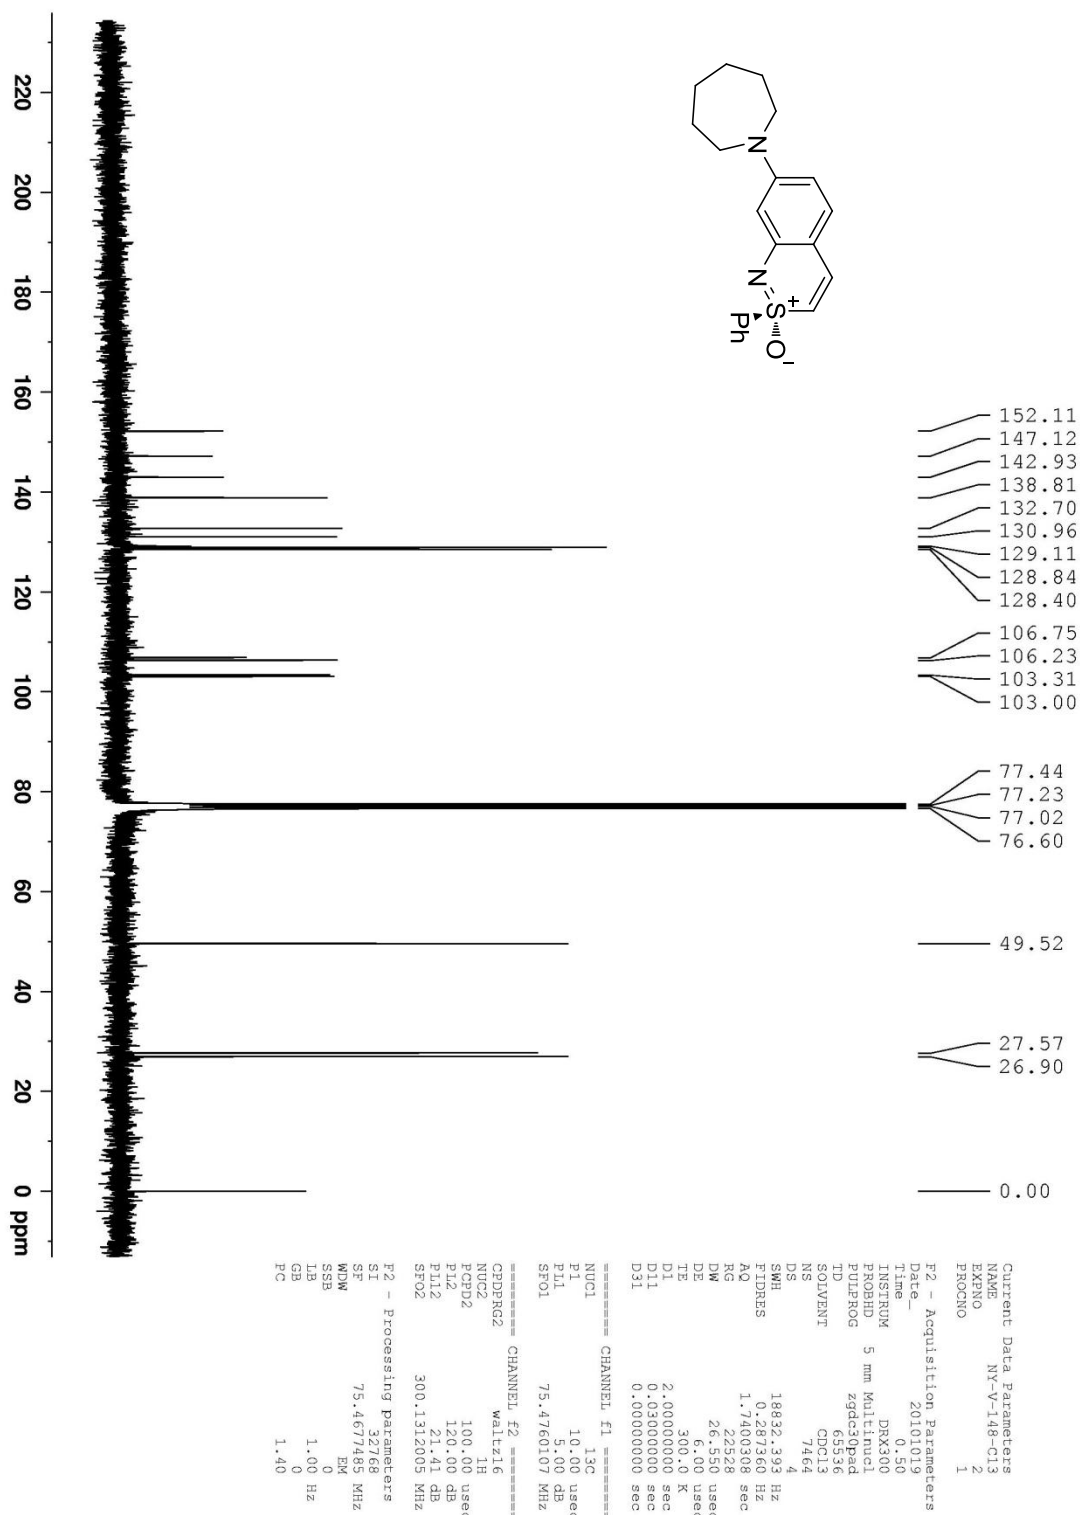 N
N
S
+
O
−
Ph
152.11
147.12
142.93
138.81
132.70
130.96
129.11
128.84
128.40
106.75
106.23
103.31
103.00
77.44
77.23
77.02
76.60
49.52
27.57
26.90
0.00
220 200 180 160 140 120 100 80 60 40 20 0 ppm
Current Data Parameters
NAME NY-V-148-C13
EXPNO 2
PROCNO 1
F2 - Acquisition Parameters
Date_ 20101019
Time 0.50
INSTRUM DRX300
PROBHD 5 mm Multinucl
PULPROG zgdc30pad
TD 65536
SOLVENT CDCl3
NS 7464
DS 4
SWH 18832.393 Hz
FIDRES 0.287360 Hz
AQ 1.7400308 sec
RG 22528
DW 26.550 usec
DE 6.00 usec
TE 300.0 K
D1 2.00000000 sec
D11 0.03000000 sec
D31 0.00000000 sec
======== CHANNEL f1 ========
NUC1 13C
P1 10.00 usec
PL1 5.00 dB
SFO1 75.4760107 MHz
======== CHANNEL f2 ========
CPDPRG2 waltz16
NUC2 1H
PCPD2 100.00 usec
PL2 120.00 dB
PL12 21.41 dB
SFO2 300.1312005 MHz
F2 - Processing parameters
SI 32768
SF 75.4677485 MHz
WDW EM
SSB 0
LB 1.00 Hz
GB 0
PC 1.40